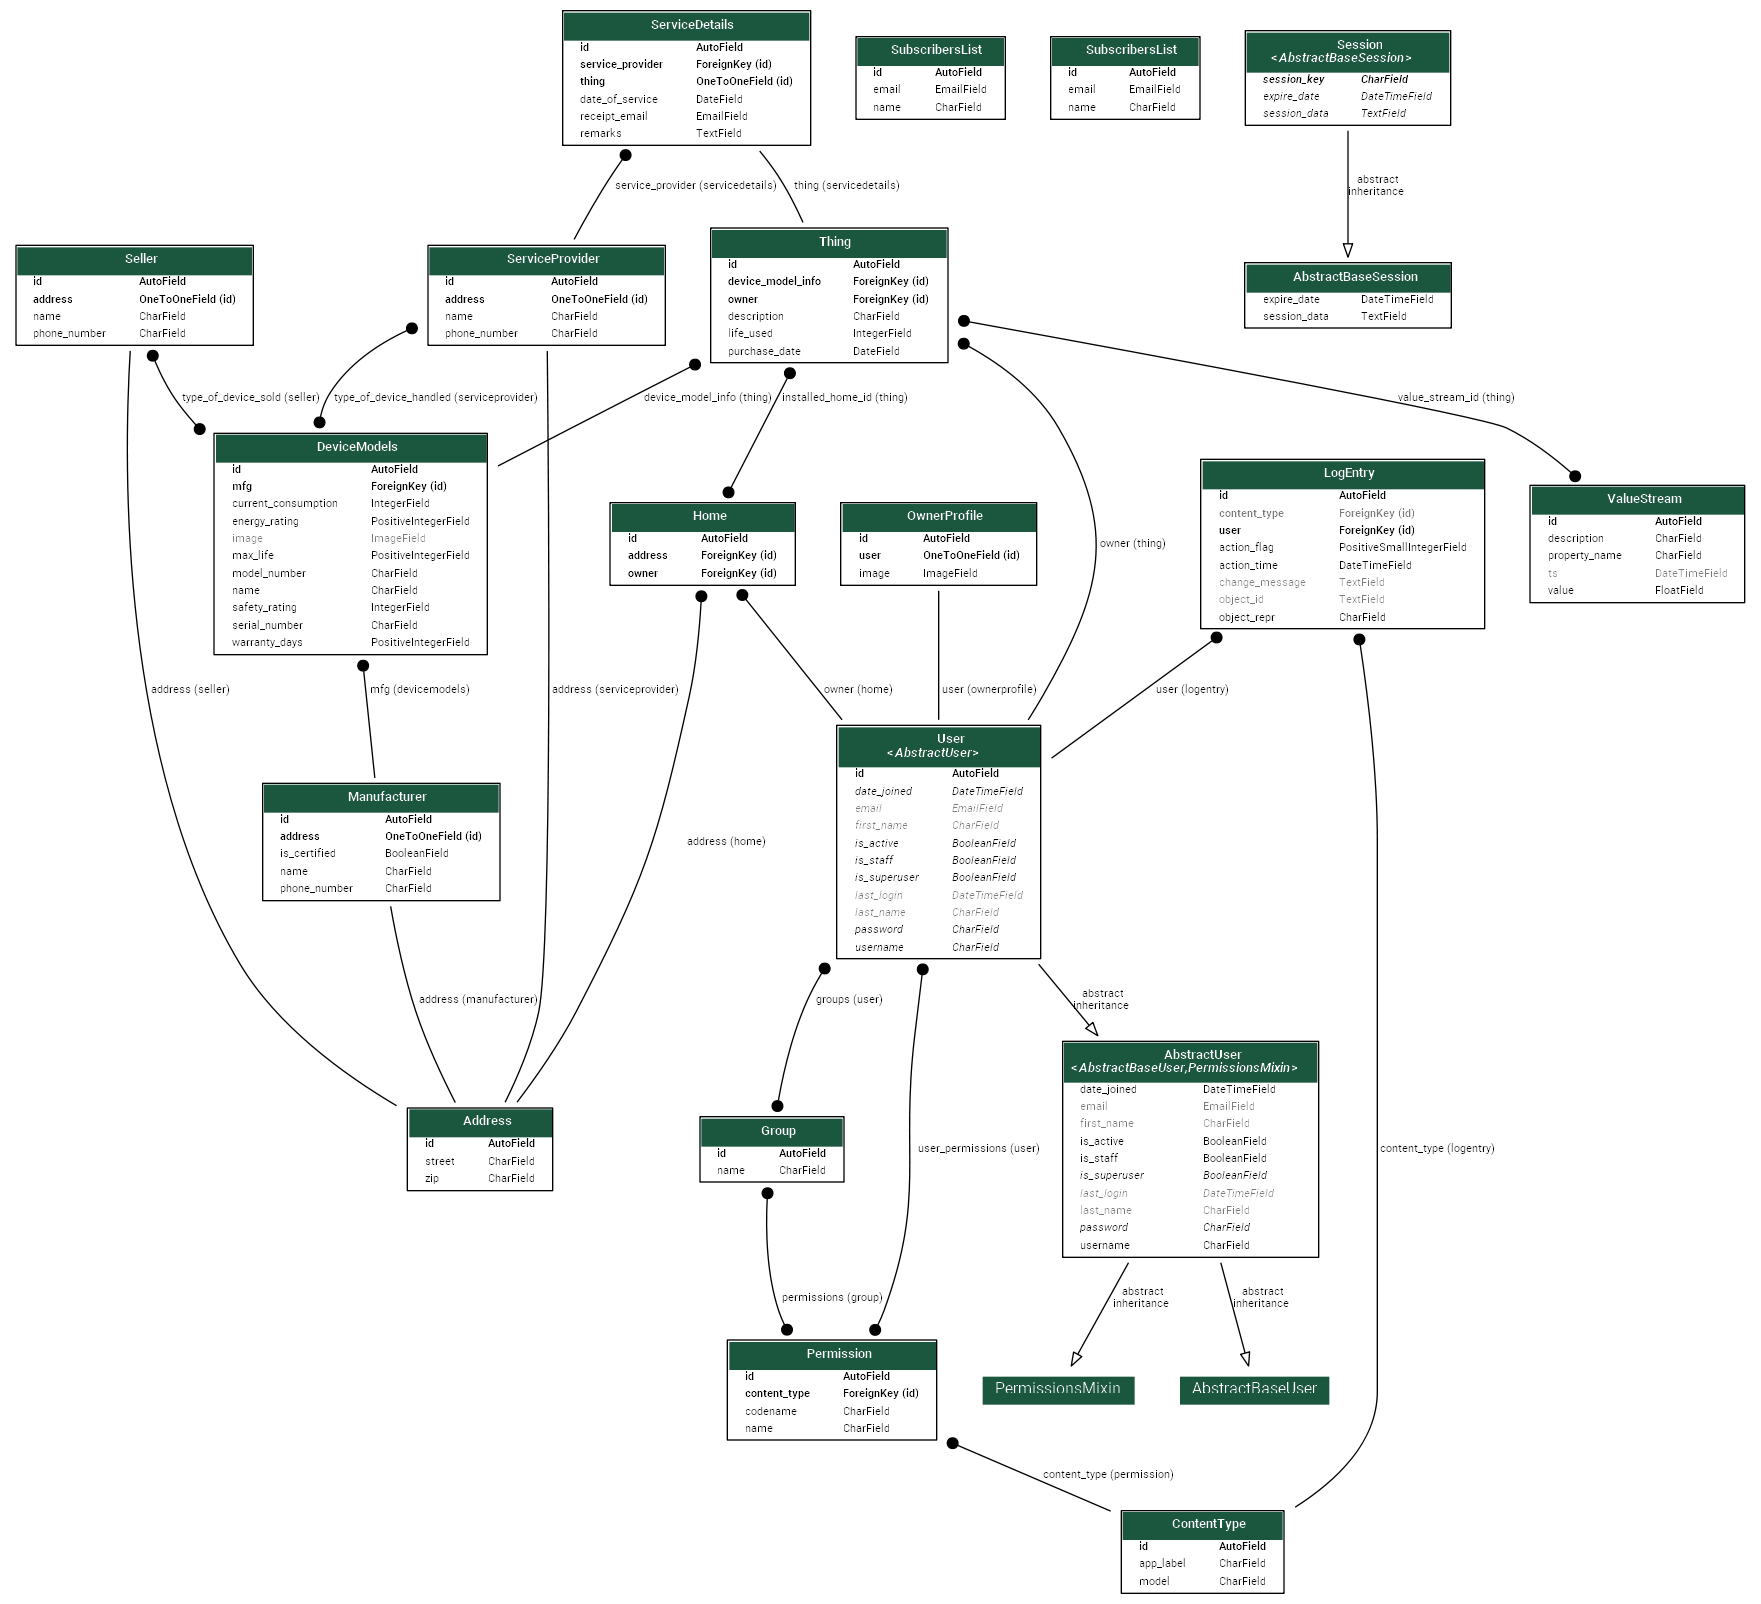 ServiceDetails
id AutoField
service_provider ForeignKey (id)
thing OneToOneField (id)
date_of_service DateField
receipt_email EmailField
remarks TextField
SubscribersList
id AutoField
email EmailField
name CharField
SubscribersList
id AutoField
email EmailField
name CharField
Session
<AbstractBaseSession>
session_key CharField
expire_date DateTimeField
session_data TextField
service_provider (servicedetails)
thing (servicedetails)
abstract
inheritance
Seller
id AutoField
address OneToOneField (id)
name CharField
phone_number CharField
ServiceProvider
id AutoField
address OneToOneField (id)
name CharField
phone_number CharField
Thing
id AutoField
device_model_info ForeignKey (id)
owner ForeignKey (id)
description CharField
life_used IntegerField
purchase_date DateField
AbstractBaseSession
expire_date DateTimeField
session_data TextField
type_of_device_sold (seller)
type_of_device_handled (serviceprovider)
device_model_info (thing)
installed_home_id (thing)
value_stream_id (thing)
DeviceModels
id AutoField
mfg ForeignKey (id)
current_consumption IntegerField
energy_rating PositiveIntegerField
image ImageField
max_life PositiveIntegerField
model_number CharField
name CharField
safety_rating IntegerField
serial_number CharField
warranty_days PositiveIntegerField
Home
id AutoField
address ForeignKey (id)
owner ForeignKey (id)
OwnerProfile
id AutoField
user OneToOneField (id)
image ImageField
owner (thing)
LogEntry
id AutoField
content_type ForeignKey (id)
user ForeignKey (id)
action_flag PositiveSmallIntegerField
action_time DateTimeField
change_message TextField
object_id TextField
object_repr CharField
ValueStream
id AutoField
description CharField
property_name CharField
ts DateTimeField
value FloatField
address (seller)
mfg (devicemodels)
address (serviceprovider)
owner (home)
user (ownerprofile)
user (logentry)
Manufacturer
id AutoField
address OneToOneField (id)
is_certified BooleanField
name CharField
phone_number CharField
address (home)
User
<AbstractUser>
id AutoField
date_joined DateTimeField
email EmailField
first_name CharField
is_active BooleanField
is_staff BooleanField
is_superuser BooleanField
last_login DateTimeField
last_name CharField
password CharField
username CharField
address (manufacturer)
groups (user)
abstract
inheritance
Address
id AutoField
street CharField
zip CharField
Group
id AutoField
name CharField
user_permissions (user)
AbstractUser
<AbstractBaseUser,PermissionsMixin>
date_joined DateTimeField
email EmailField
first_name CharField
is_active BooleanField
is_staff BooleanField
is_superuser BooleanField
last_login DateTimeField
last_name CharField
password CharField
username CharField
content_type (logentry)
permissions (group)
abstract
inheritance
abstract
inheritance
Permission
id AutoField
content_type ForeignKey (id)
codename CharField
name CharField
PermissionsMixin
AbstractBaseUser
content_type (permission)
ContentType
id AutoField
app_label CharField
model CharField